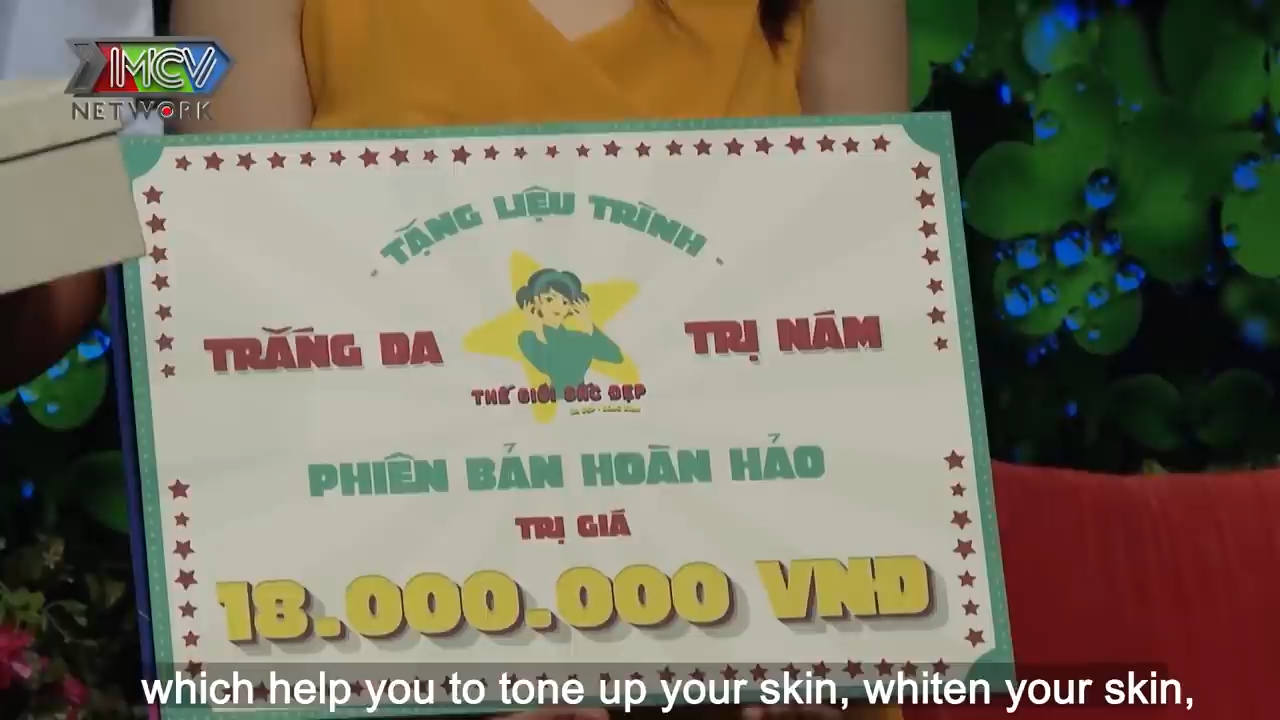 MCV
NETWORK
TẶNG LIỆU TRÌNH
TRẮNG DA
TRỊ NÁM
THẾ GIỚI SẮC ĐẸP
PHIÊN BẢN HOÀN HẢO
TRỊ GIÁ
18.000.000 VND
which help you to tone up your skin, whiten your skin,